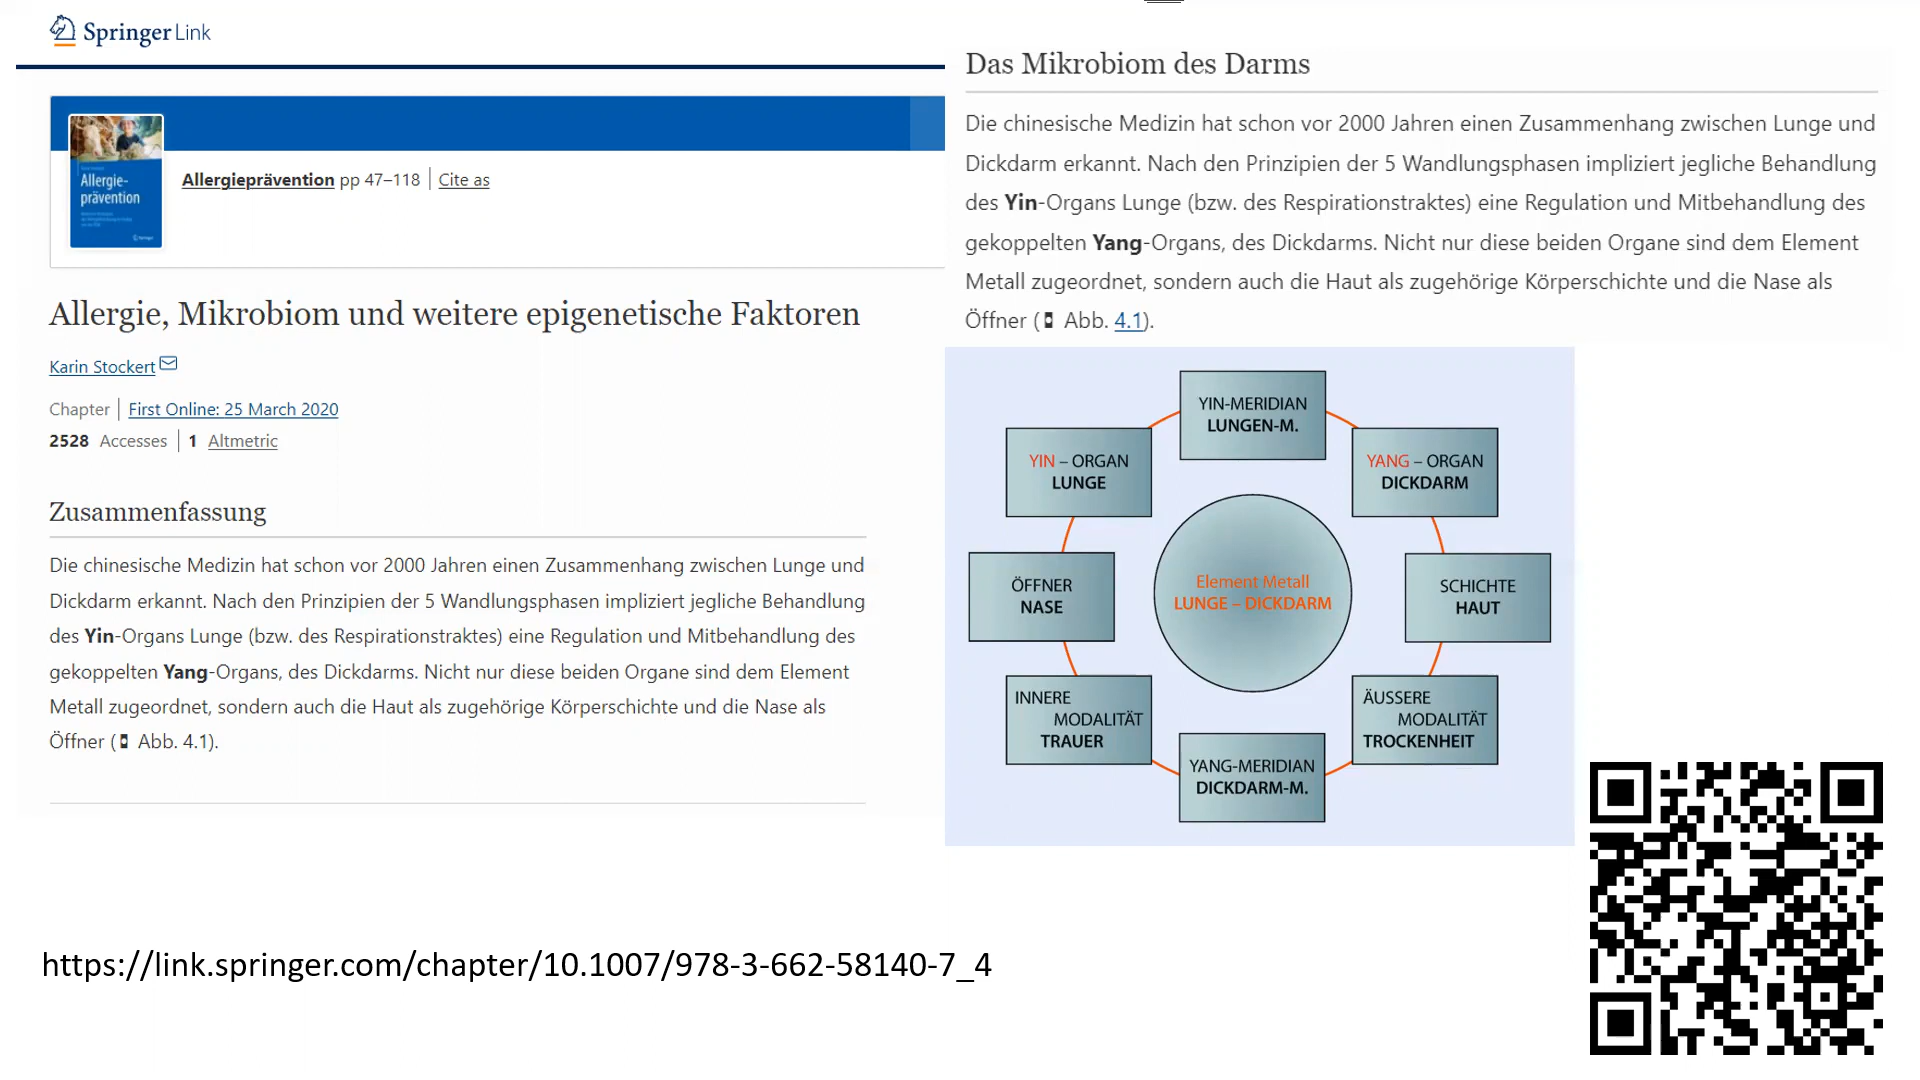 Springer Link
Allergie-
prävention
Springer
Allergieprävention pp 47–118 | Cite as
Allergie, Mikrobiom und weitere epigenetische Faktoren
Karin Stockert
Chapter | First Online: 25 March 2020
2528 Accesses | 1 Altmetric
Zusammenfassung
Die chinesische Medizin hat schon vor 2000 Jahren einen Zusammenhang zwischen Lunge und
Dickdarm erkannt. Nach den Prinzipien der 5 Wandlungsphasen impliziert jegliche Behandlung
des Yin-Organs Lunge (bzw. des Respirationstraktes) eine Regulation und Mitbehandlung des
gekoppelten Yang-Organs, des Dickdarms. Nicht nur diese beiden Organe sind dem Element
Metall zugeordnet, sondern auch die Haut als zugehörige Körperschichte und die Nase als
Öffner (Abb. 4.1).
Das Mikrobiom des Darms
Die chinesische Medizin hat schon vor 2000 Jahren einen Zusammenhang zwischen Lunge und
Dickdarm erkannt. Nach den Prinzipien der 5 Wandlungsphasen impliziert jegliche Behandlung
des Yin-Organs Lunge (bzw. des Respirationstraktes) eine Regulation und Mitbehandlung des
gekoppelten Yang-Organs, des Dickdarms. Nicht nur diese beiden Organe sind dem Element
Metall zugeordnet, sondern auch die Haut als zugehörige Körperschichte und die Nase als
Öffner (Abb. 4.1).
YIN-MERIDIAN
LUNGEN-M.
YIN – ORGAN
LUNGE
YANG – ORGAN
DICKDARM
ÖFFNER
NASE
Element Metall
LUNGE – DICKDARM
SCHICHTE
HAUT
INNERE
MODALITÄT
TRAUER
ÄUSSERE
MODALITÄT
TROCKENHEIT
YANG-MERIDIAN
DICKDARM-M.
https://link.springer.com/chapter/10.1007/978-3-662-58140-7_4